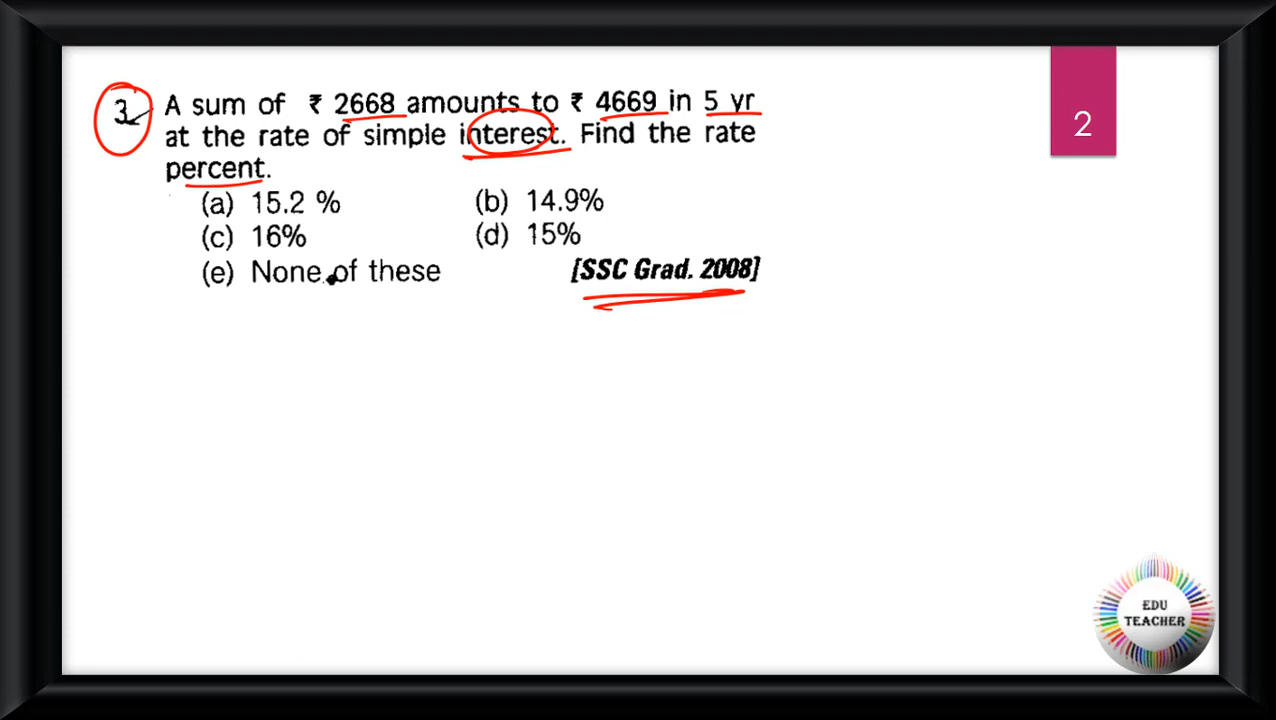 3 A sum of ₹ 2668 amounts to ₹ 4669 in 5 yr
at the rate of simple interest. Find the rate
percent.
(a) 15.2 % (b) 14.9%
(c) 16% (d) 15%
(e) None of these [SSC Grad. 2008]
2
EDU
TEACHER